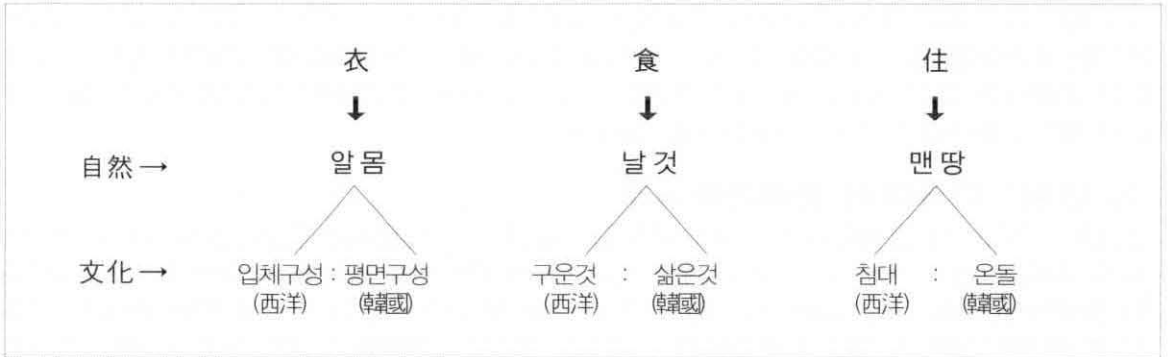 衣 食 住
↓ ↓ ↓
自然→ 알몸 날것 맨땅
文化→ 입체구성 : 평면구성 구운것 : 삶은것 침대 : 온돌
(西洋) (韓國) (西洋) (韓國) (西洋) (韓國)